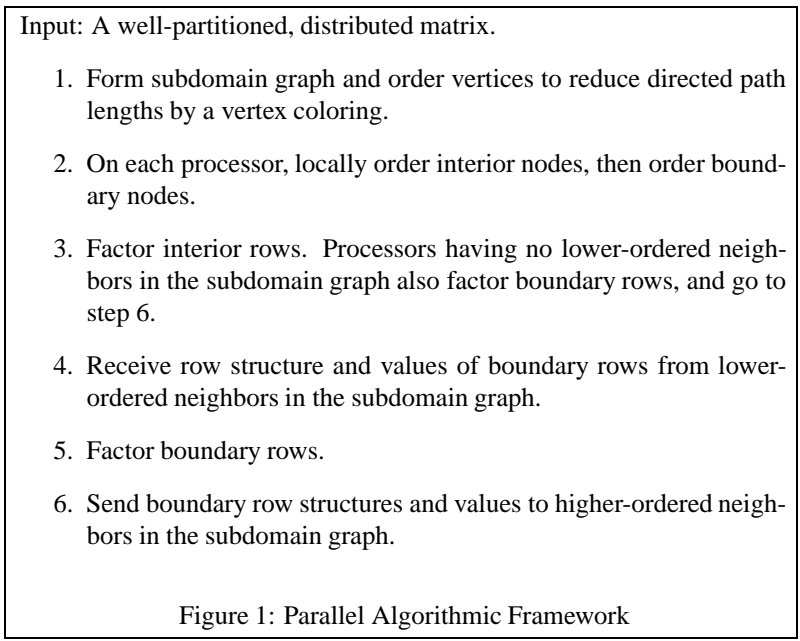 Input: A well-partitioned, distributed matrix.
1. Form subdomain graph and order vertices to reduce directed path
lengths by a vertex coloring.
2. On each processor, locally order interior nodes, then order bound-
ary nodes.
3. Factor interior rows. Processors having no lower-ordered neigh-
bors in the subdomain graph also factor boundary rows, and go to
step 6.
4. Receive row structure and values of boundary rows from lower-
ordered neighbors in the subdomain graph.
5. Factor boundary rows.
6. Send boundary row structures and values to higher-ordered neigh-
bors in the subdomain graph.
Figure 1: Parallel Algorithmic Framework